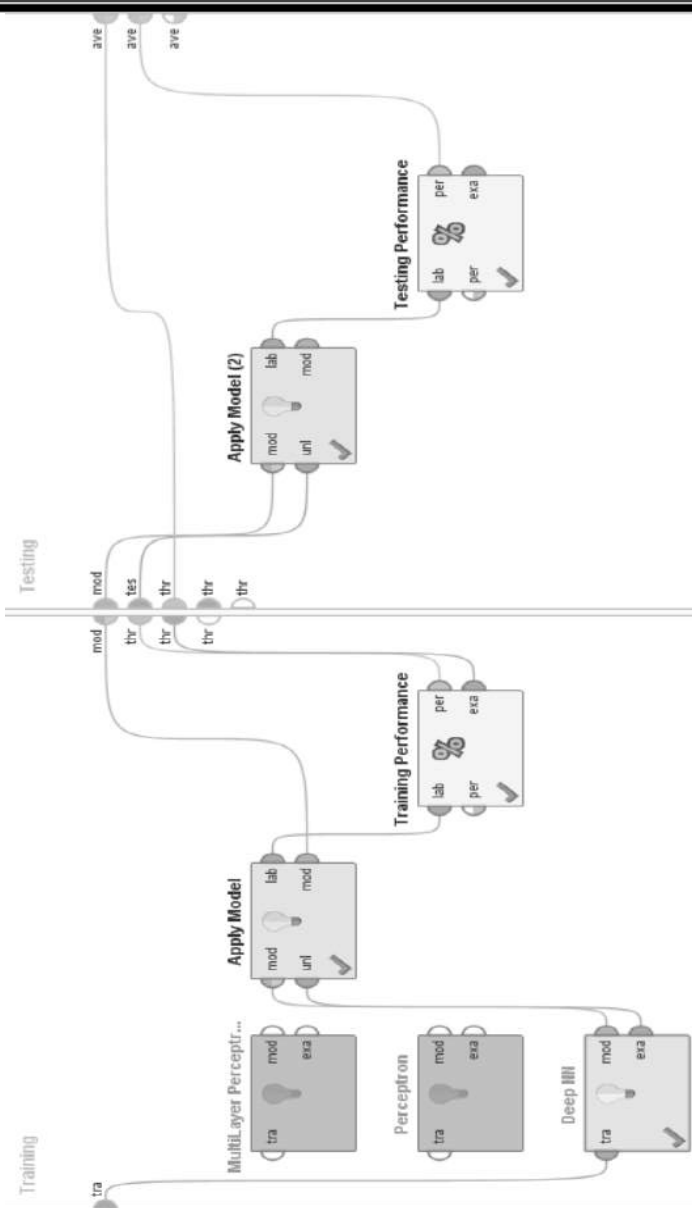 Training
tra
MultiLayer Perceptr...
tra mod
exa
Perceptron
tra mod
exa
Deep NN
tra mod
exa
Apply Model
mod lab
unl mod
Training Performance
lab per
per exa
mod
thr
thr
thr
Testing
mod
tes
thr
thr
thr
Apply Model (2)
mod lab
unl mod
Testing Performance
% 
lab per
per exa
ave
ave
ave